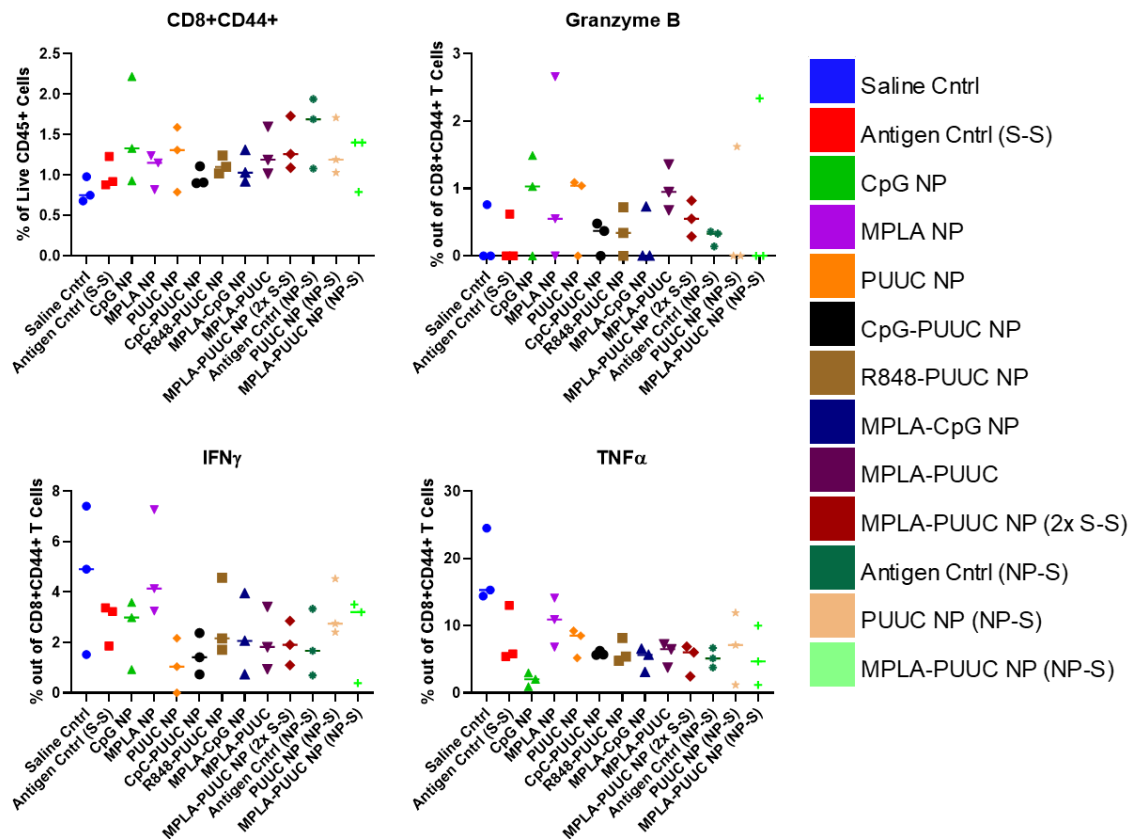 CD8+CD44+
% of Live CD45+ Cells
2.5
2.0
1.5
1.0
0.5
0.0
Saline Cntrl
Antigen Cntrl (S-S)
CpG NP
MPLA NP
PUUC NP
CpC-PUUC NP
R848-PUUC NP
MPLA-CpG NP
MPLA-PUUC
MPLA-PUUC NP (2x S-S)
Antigen Cntrl (NP-S)
PUUC NP (NP-S)
MPLA-PUUC NP (NP-S)
Granzyme B
% out of CD8+CD44+ T Cells
3
2
1
0
Saline Cntrl
Antigen Cntrl (S-S)
CpG NP
MPLA NP
PUUC NP
CpC-PUUC NP
R848-PUUC NP
MPLA-CpG NP
MPLA-PUUC
MPLA-PUUC NP (2x S-S)
Antigen Cntrl (NP-S)
PUUC NP (NP-S)
MPLA-PUUC NP (NP-S)
IFNγ
% out of CD8+CD44+ T Cells
8
6
4
2
0
Saline Cntrl
Antigen Cntrl (S-S)
CpG NP
MPLA NP
PUUC NP
CpC-PUUC NP
R848-PUUC NP
MPLA-CpG NP
MPLA-PUUC
MPLA-PUUC NP (2x S-S)
Antigen Cntrl (NP-S)
PUUC NP (NP-S)
MPLA-PUUC NP (NP-S)
TNFα
% out of CD8+CD44+ T Cells
30
20
10
0
Saline Cntrl
Antigen Cntrl (S-S)
CpG NP
MPLA NP
PUUC NP
CpC-PUUC NP
R848-PUUC NP
MPLA-CpG NP
MPLA-PUUC
MPLA-PUUC NP (2x S-S)
Antigen Cntrl (NP-S)
PUUC NP (NP-S)
MPLA-PUUC NP (NP-S)
Saline Cntrl
Antigen Cntrl (S-S)
CpG NP
MPLA NP
PUUC NP
CpG-PUUC NP
R848-PUUC NP
MPLA-CpG NP
MPLA-PUUC
MPLA-PUUC NP (2x S-S)
Antigen Cntrl (NP-S)
PUUC NP (NP-S)
MPLA-PUUC NP (NP-S)